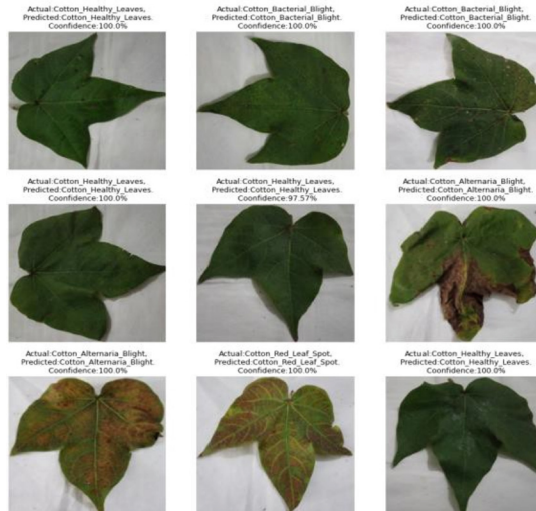 Actual:Cotton_Healthy_Leaves,
Predicted:Cotton_Healthy_Leaves.
Coonfidence:100.0%
Actual:Cotton_Bacterial_Blight,
Predicted:Cotton_Bacterial_Blight.
Coonfidence:100.0%
Actual:Cotton_Bacterial_Blight,
Predicted:Cotton_Bacterial_Blight.
Coonfidence:100.0%
Actual:Cotton_Healthy_Leaves,
Predicted:Cotton_Healthy_Leaves.
Coonfidence:100.0%
Actual:Cotton_Healthy_Leaves,
Predicted:Cotton_Healthy_Leaves.
Coonfidence:97.57%
Actual:Cotton_Alternaria_Blight,
Predicted:Cotton_Alternaria_Blight.
Coonfidence:100.0%
Actual:Cotton_Alternaria_Blight,
Predicted:Cotton_Alternaria_Blight.
Coonfidence:100.0%
Actual:Cotton_Red_Leaf_Spot,
Predicted:Cotton_Red_Leaf_Spot.
Coonfidence:100.0%
Actual:Cotton_Healthy_Leaves,
Predicted:Cotton_Healthy_Leaves.
Coonfidence:100.0%